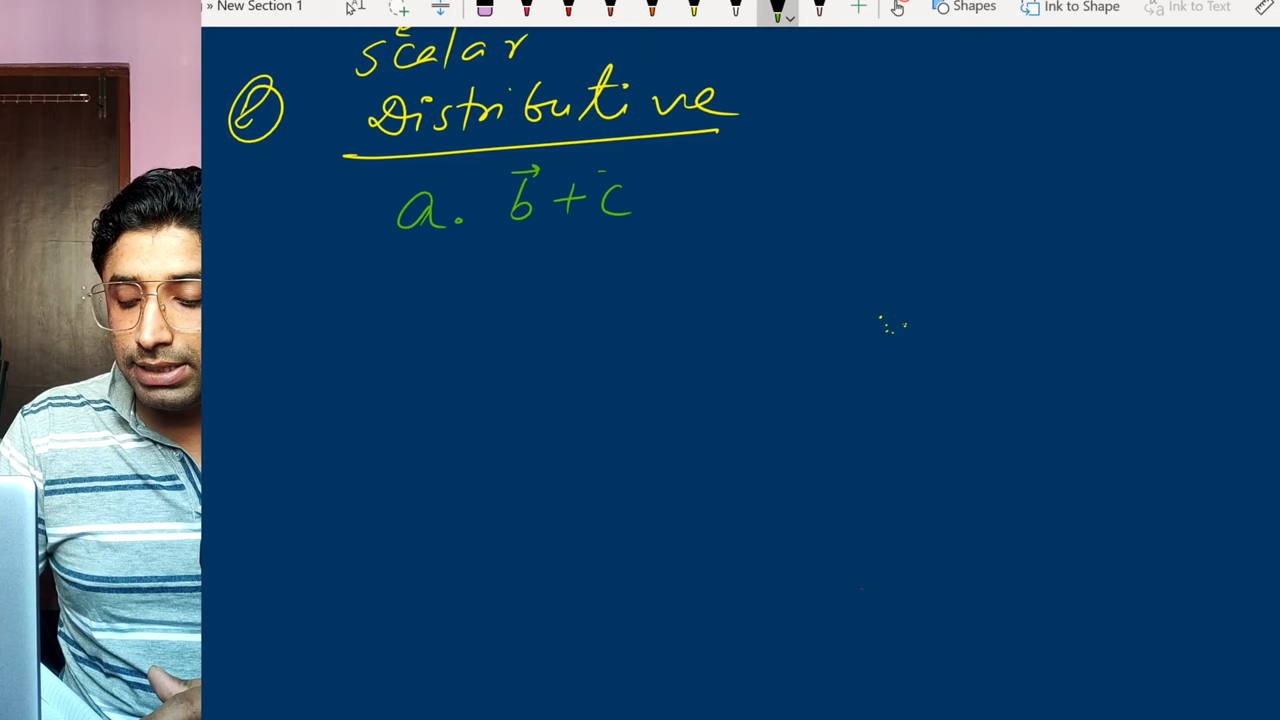 » New Section 1
Shapes
Ink to Shape
Ink to Text
scalar
Distributive
a. b⃗ + c